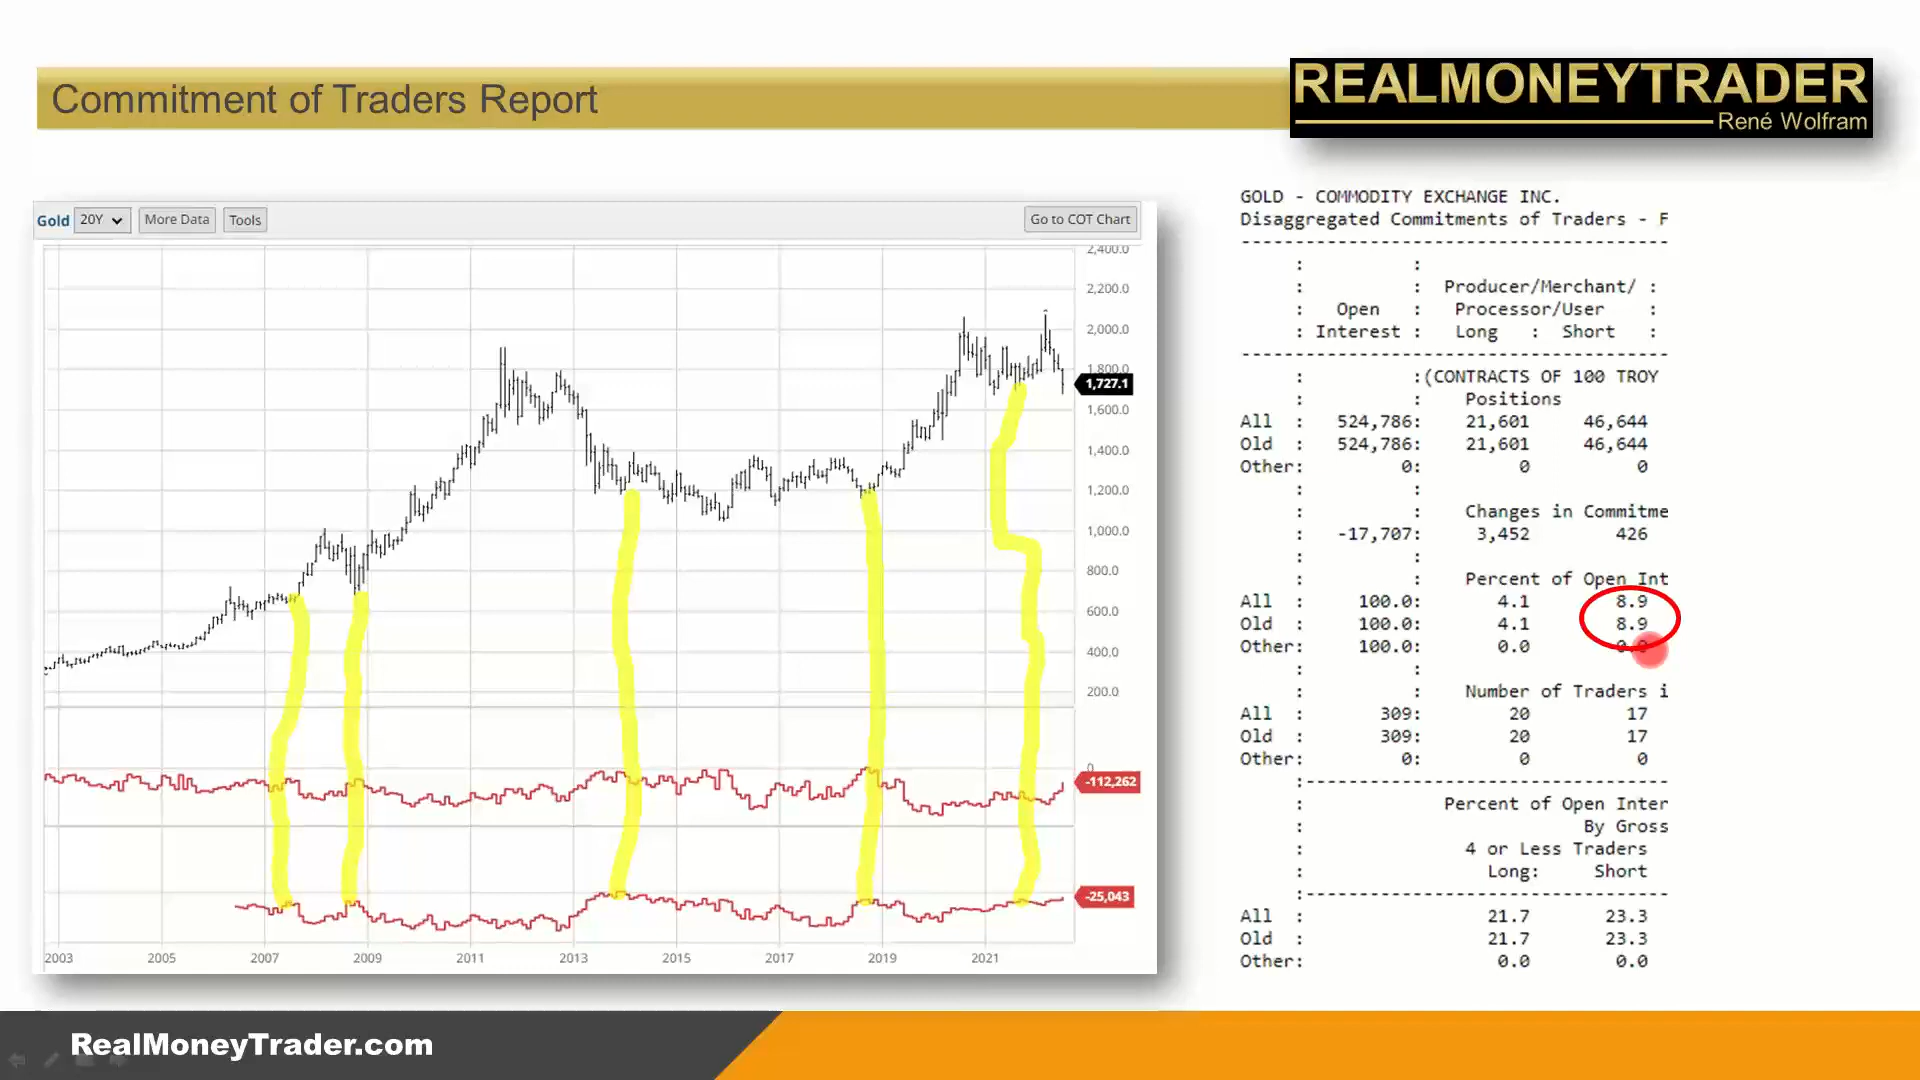 Commitment of Traders Report
REALMONEYTRADER
René Wolfram
Gold 20Y More Data Tools Go to COT Chart
2,400.0
2,200.0
2,000.0
1,800.0
1,727.1
1,600.0
1,400.0
1,200.0
1,000.0
800.0
600.0
400.0
200.0
0
-112,262
-25,043
2003 2005 2007 2009 2011 2013 2015 2017 2019 2021
GOLD - COMMODITY EXCHANGE INC.
Disaggregated Commitments of Traders - F
-----------------------------------------
: :
: : Producer/Merchant/ :
: Open : Processor/User :
: Interest : Long : Short :
-----------------------------------------
: :(CONTRACTS OF 100 TROY
: : Positions
All : 524,786: 21,601 46,644
Old : 524,786: 21,601 46,644
Other: 0: 0 0
: :
: : Changes in Commitme
: -17,707: 3,452 426
: :
: : Percent of Open Int
All : 100.0: 4.1 8.9
Old : 100.0: 4.1 8.9
Other: 100.0: 0.0 0.0
: :
: : Number of Traders i
All : 309: 20 17
Old : 309: 20 17
Other: 0: 0 0
:-----------------------------------
: Percent of Open Inter
: By Gross
: 4 or Less Traders
: Long: Short
:-----------------------------------
All : 21.7 23.3
Old : 21.7 23.3
Other: 0.0 0.0
RealMoneyTrader.com